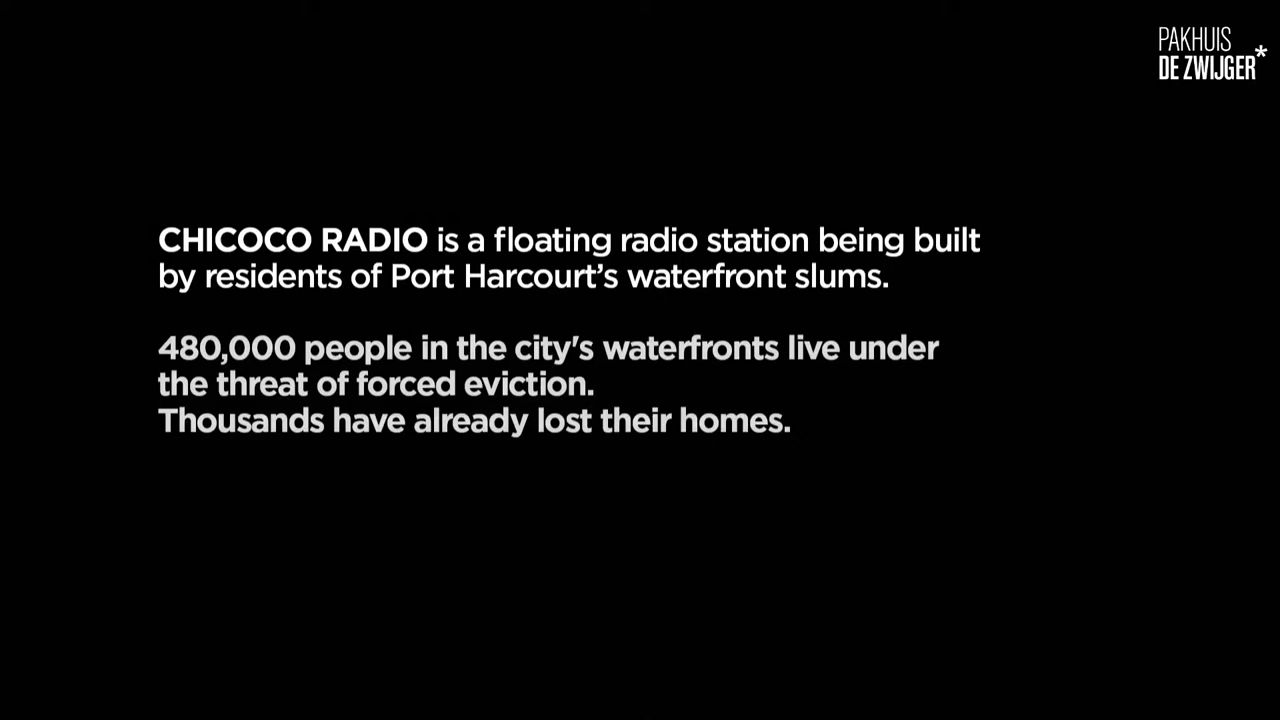 PAKHUIS
DE ZWIJGER*
CHICOCO RADIO is a floating radio station being built
by residents of Port Harcourt’s waterfront slums.
480,000 people in the city's waterfronts live under
the threat of forced eviction.
Thousands have already lost their homes.